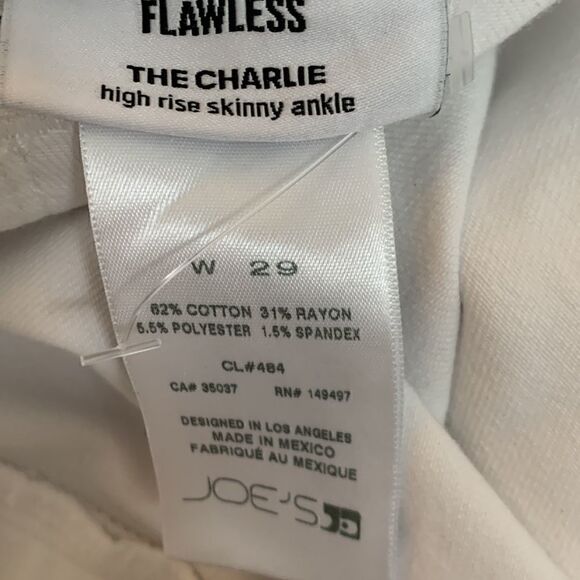 FLAWLESS
THE CHARLIE
high rise skinny ankle
W 29
62% COTTON 31% RAYON
5.5% POLYESTER 1.5% SPANDEX
CL#484
CA# 35037 RN# 149497
DESIGNED IN LOS ANGELES
MADE IN MEXICO
FABRIQUÉ AU MEXIQUE
JOE'S